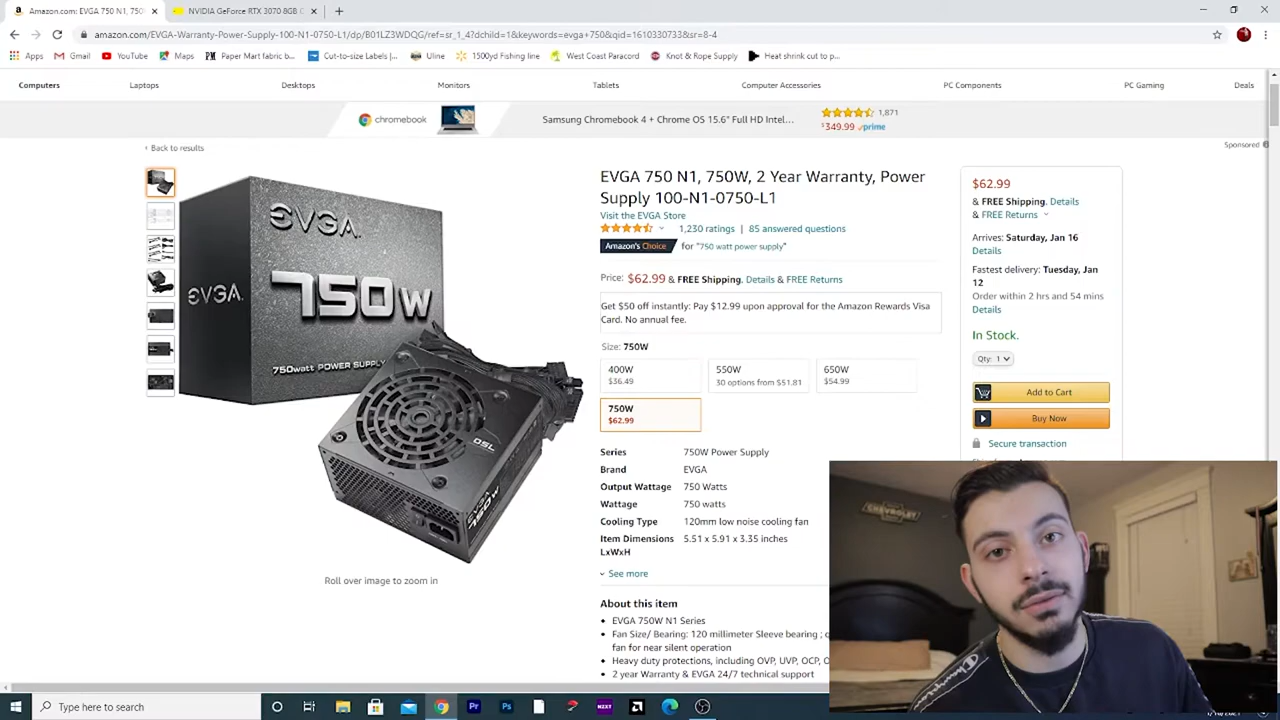 Amazon.com: EVGA 750 N1, 750
NVIDIA GeForce RTX 3070 8GB C
amazon.com/EVGA-Warranty-Power-Supply-100-N1-0750-L1/dp/B01LZ3WDQG/ref=sr_1_4?dchild=1&keywords=evga+750&qid=1610330733&sr=8-4
Apps
Gmail
YouTube
Maps
Paper Mart fabric b...
Cut-to-size Labels |...
Uline
1500yd Fishing line
West Coast Paracord
Knot & Rope Supply
Heat shrink cut to p...
Computers
Laptops
Desktops
Monitors
Tablets
Computer Accessories
PC Components
PC Gaming
Deals
chromebook
Samsung Chromebook 4 + Chrome OS 15.6" Full HD Intel...
1,871
$349.99 prime
Sponsored
‹ Back to results
EVGA
EVGA
750W
750watt POWER SUPPLY
EVGA
750W
Roll over image to zoom in
EVGA 750 N1, 750W, 2 Year Warranty, Power
Supply 100-N1-0750-L1
Visit the EVGA Store
1,230 ratings | 85 answered questions
Amazon's Choice for "750 watt power supply"
Price: $62.99 & FREE Shipping. Details & FREE Returns
Get $50 off instantly: Pay $12.99 upon approval for the Amazon Rewards Visa
Card. No annual fee.
Size: 750W
400W
$36.49
550W
30 options from $51.81
650W
$54.99
750W
$62.99
Series 750W Power Supply
Brand EVGA
Output Wattage 750 Watts
Wattage 750 watts
Cooling Type 120mm low noise cooling fan
Item Dimensions 5.51 x 5.91 x 3.35 inches
LxWxH
See more
About this item
• EVGA 750W N1 Series
• Fan Size/ Bearing: 120 millimeter Sleeve bearing ;
fan for near silent operation
• Heavy duty protections, including OVP, UVP, OCP,
• 2 year Warranty & EVGA 24/7 technical support
$62.99
& FREE Shipping. Details
& FREE Returns
Arrives: Saturday, Jan 16
Details
Fastest delivery: Tuesday, Jan
12
Order within 2 hrs and 54 mins
Details
In Stock.
Qty: 1
Add to Cart
Buy Now
Secure transaction
CHEVROLET
Champion
Type here to search
Pr
Ps
NZXT